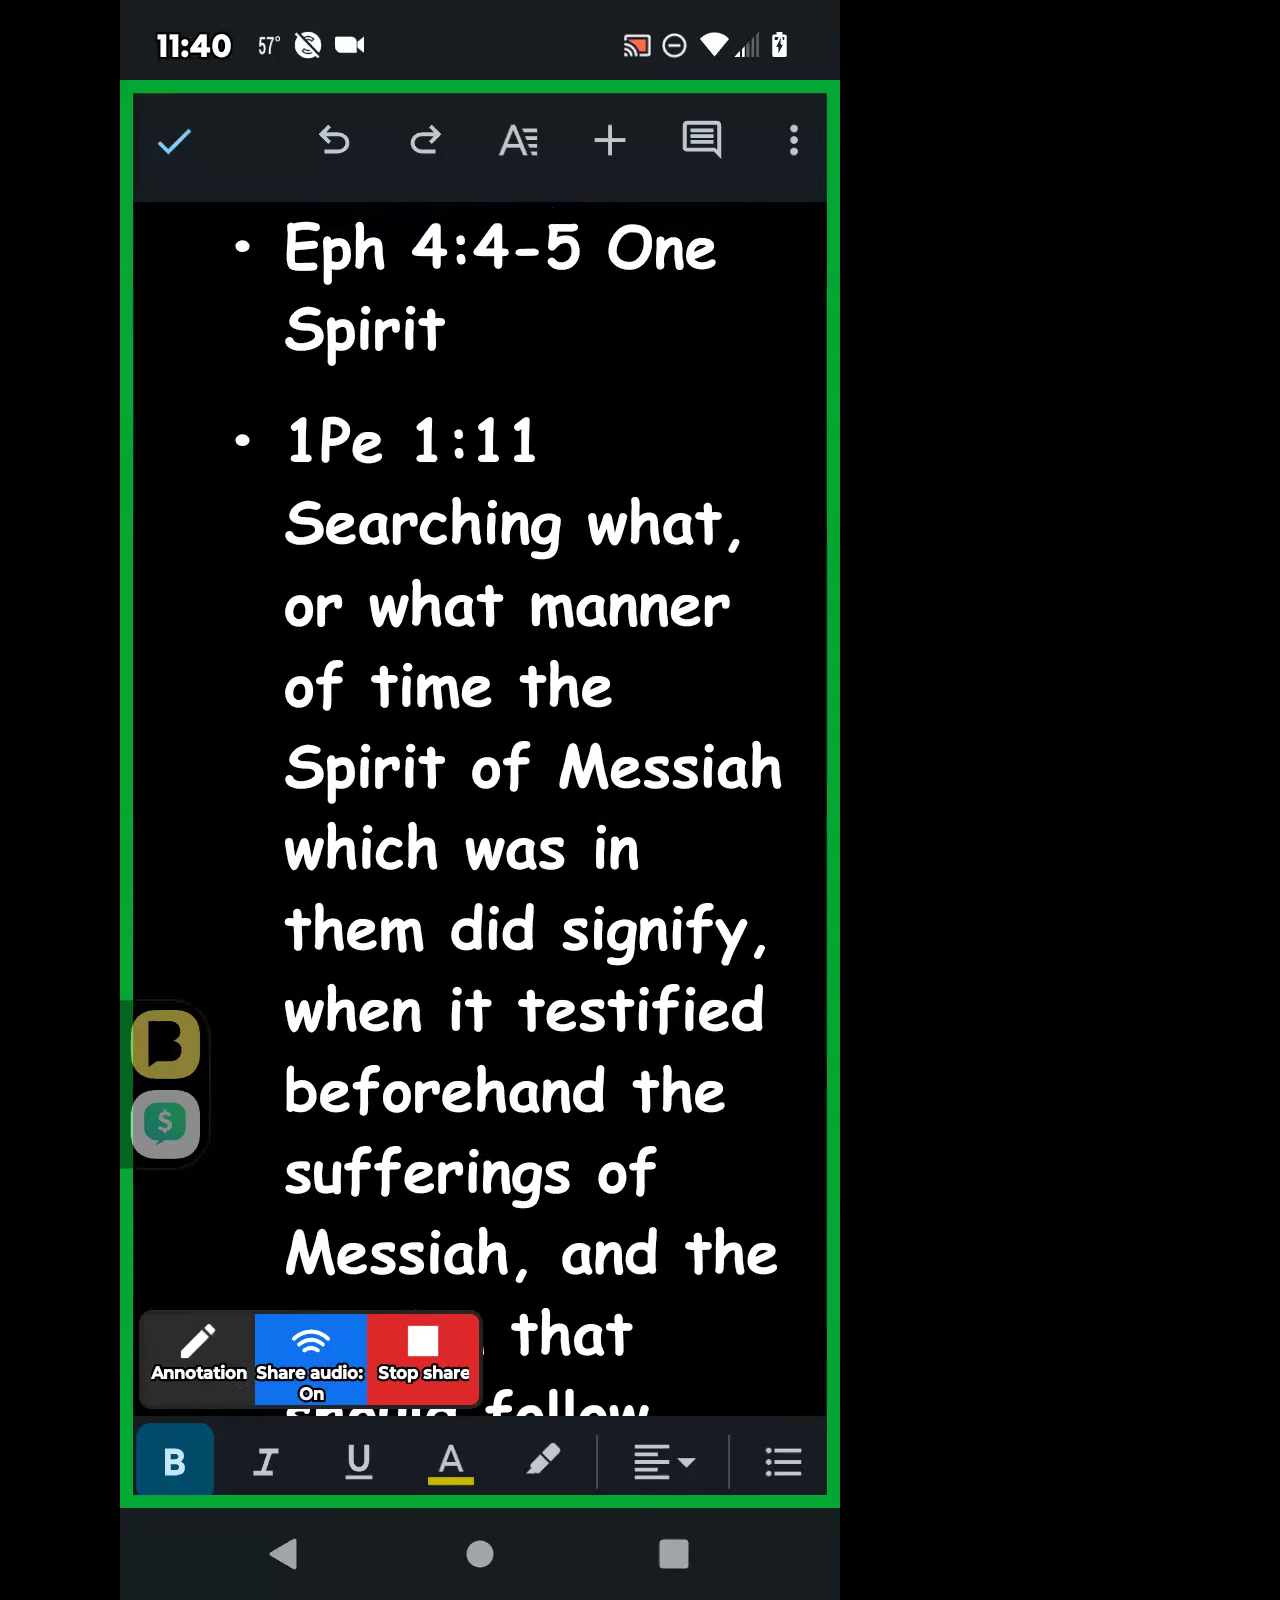 11:40 57°
• Eph 4:4-5 One
Spirit
• 1Pe 1:11
Searching what,
or what manner
of time the
Spirit of Messiah
which was in
them did signify,
when it testified
beforehand the
sufferings of
Messiah, and the
that
should follow
Annotation
Share audio:
On
Stop share
B I U A